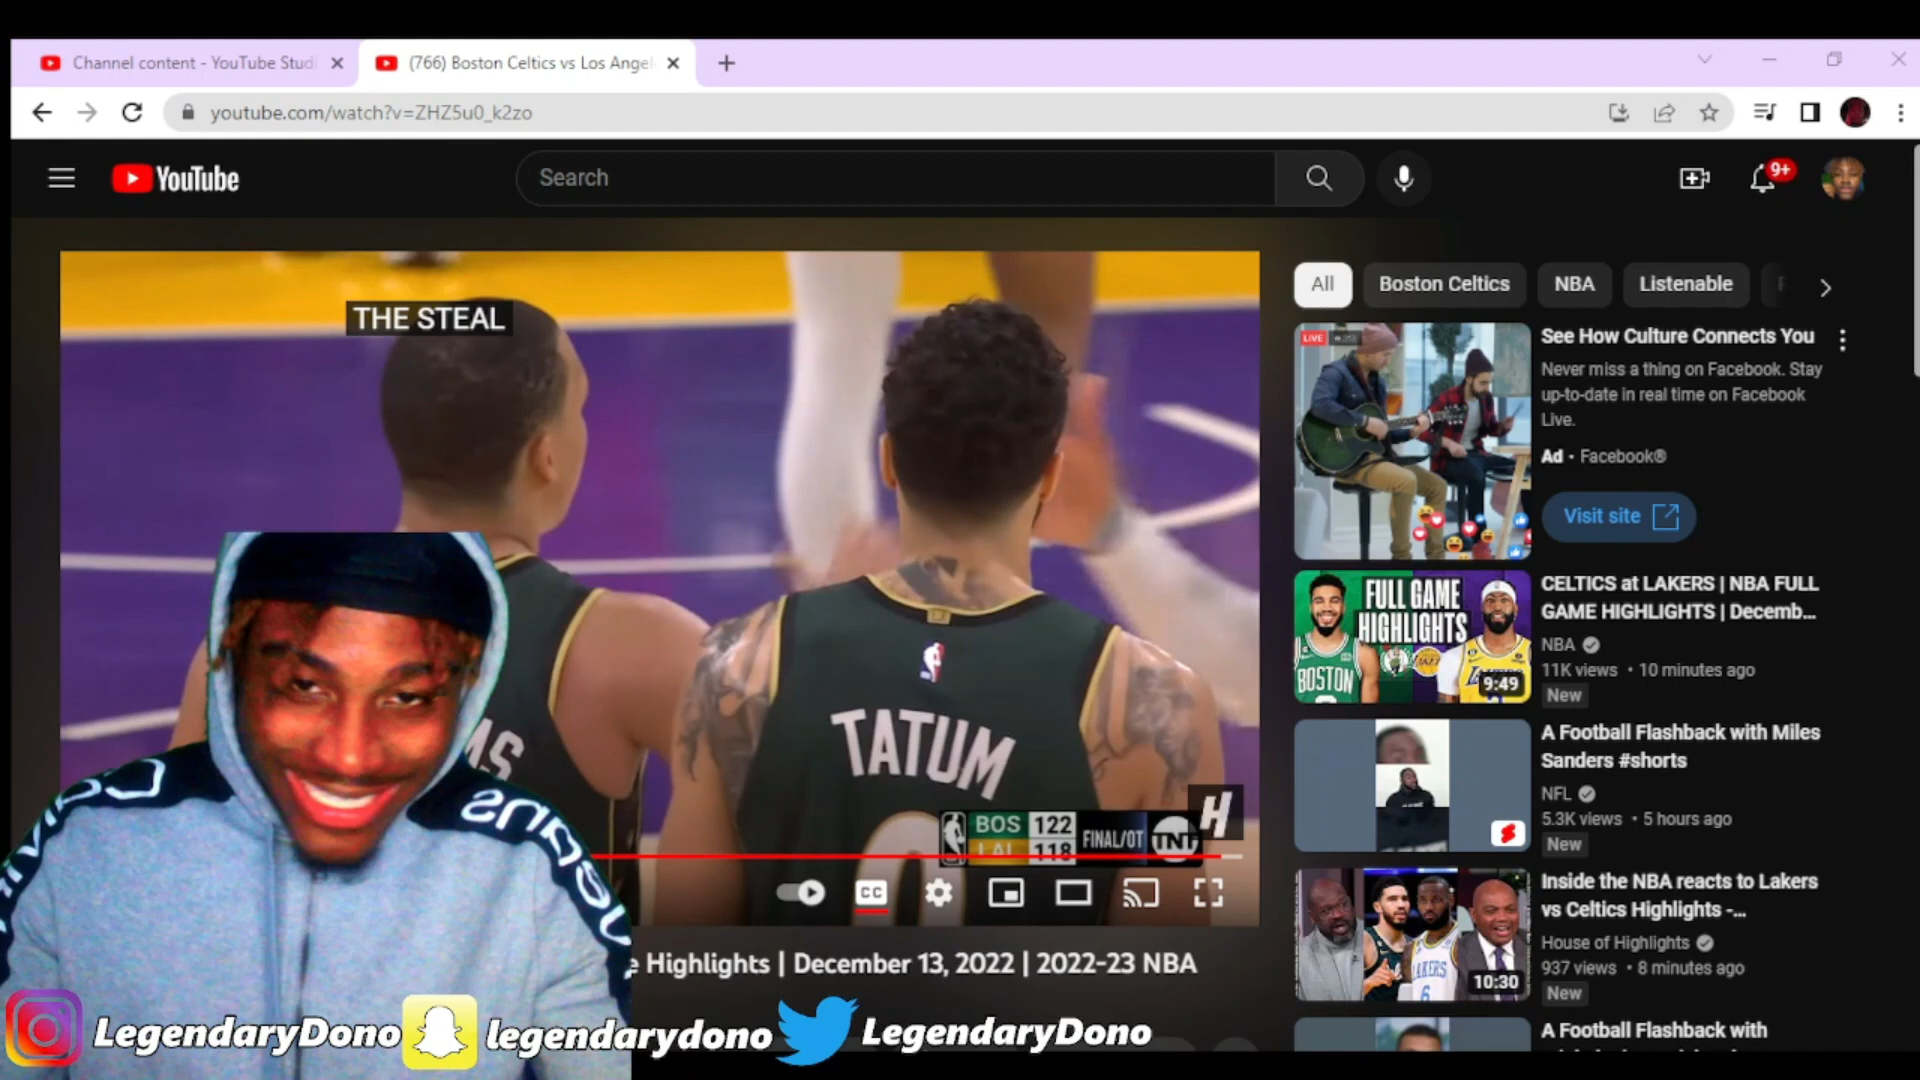 Channel content - YouTube Studi
(766) Boston Celtics vs Los Angel
youtube.com/watch?v=ZHZ5u0_k2zo
YouTube
Search
9+
THE STEAL
TATUM
MS
BOS 122
LAL 118
FINAL/OT
TNT
H
CC
e Highlights | December 13, 2022 | 2022-23 NBA
All
Boston Celtics
NBA
Listenable
LIVE
See How Culture Connects You
Never miss a thing on Facebook. Stay
up-to-date in real time on Facebook
Live.
Ad · Facebook®
Visit site
FULL GAME
HIGHLIGHTS
BOSTON
9:49
CELTICS at LAKERS | NBA FULL
GAME HIGHLIGHTS | Decemb...
NBA
11K views • 10 minutes ago
New
A Football Flashback with Miles
Sanders #shorts
NFL
5.3K views • 5 hours ago
New
LAKERS
6
10:30
Inside the NBA reacts to Lakers
vs Celtics Highlights -...
House of Highlights
937 views • 8 minutes ago
New
A Football Flashback with
LegendaryDono
legendarydono
LegendaryDono